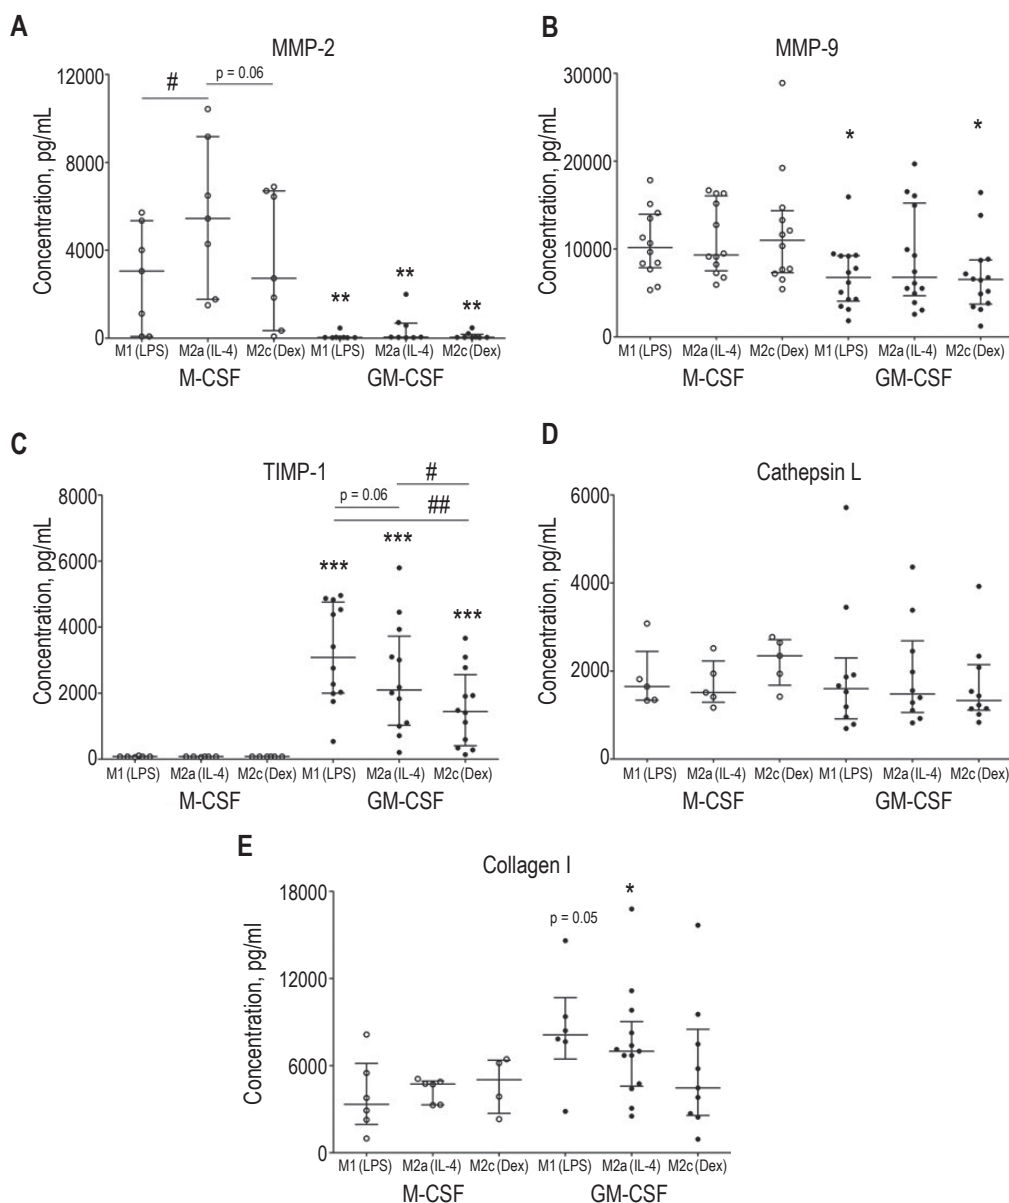 A
MMP-2
Concentration, pg/mL
12000
8000
4000
0
#
p = 0.06
**
**
**
M1 (LPS) M2a (IL-4) M2c (Dex) M1 (LPS) M2a (IL-4) M2c (Dex)
M-CSF GM-CSF
B
MMP-9
Concentration, pg/mL
30000
20000
10000
0
*
*
M1 (LPS) M2a (IL-4) M2c (Dex) M1 (LPS) M2a (IL-4) M2c (Dex)
M-CSF GM-CSF
C
TIMP-1
Concentration, pg/mL
8000
6000
4000
2000
0
#
p = 0.06
##
***
***
***
M1 (LPS) M2a (IL-4) M2c (Dex) M1 (LPS) M2a (IL-4) M2c (Dex)
M-CSF GM-CSF
D
Cathepsin L
Concentration, pg/mL
6000
4000
2000
0
M1 (LPS) M2a (IL-4) M2c (Dex) M1 (LPS) M2a (IL-4) M2c (Dex)
M-CSF GM-CSF
E
Collagen I
Concentration, pg/ml
18000
12000
6000
0
p = 0.05
*
M1 (LPS) M2a (IL-4) M2c (Dex) M1 (LPS) M2a (IL-4) M2c (Dex)
M-CSF GM-CSF